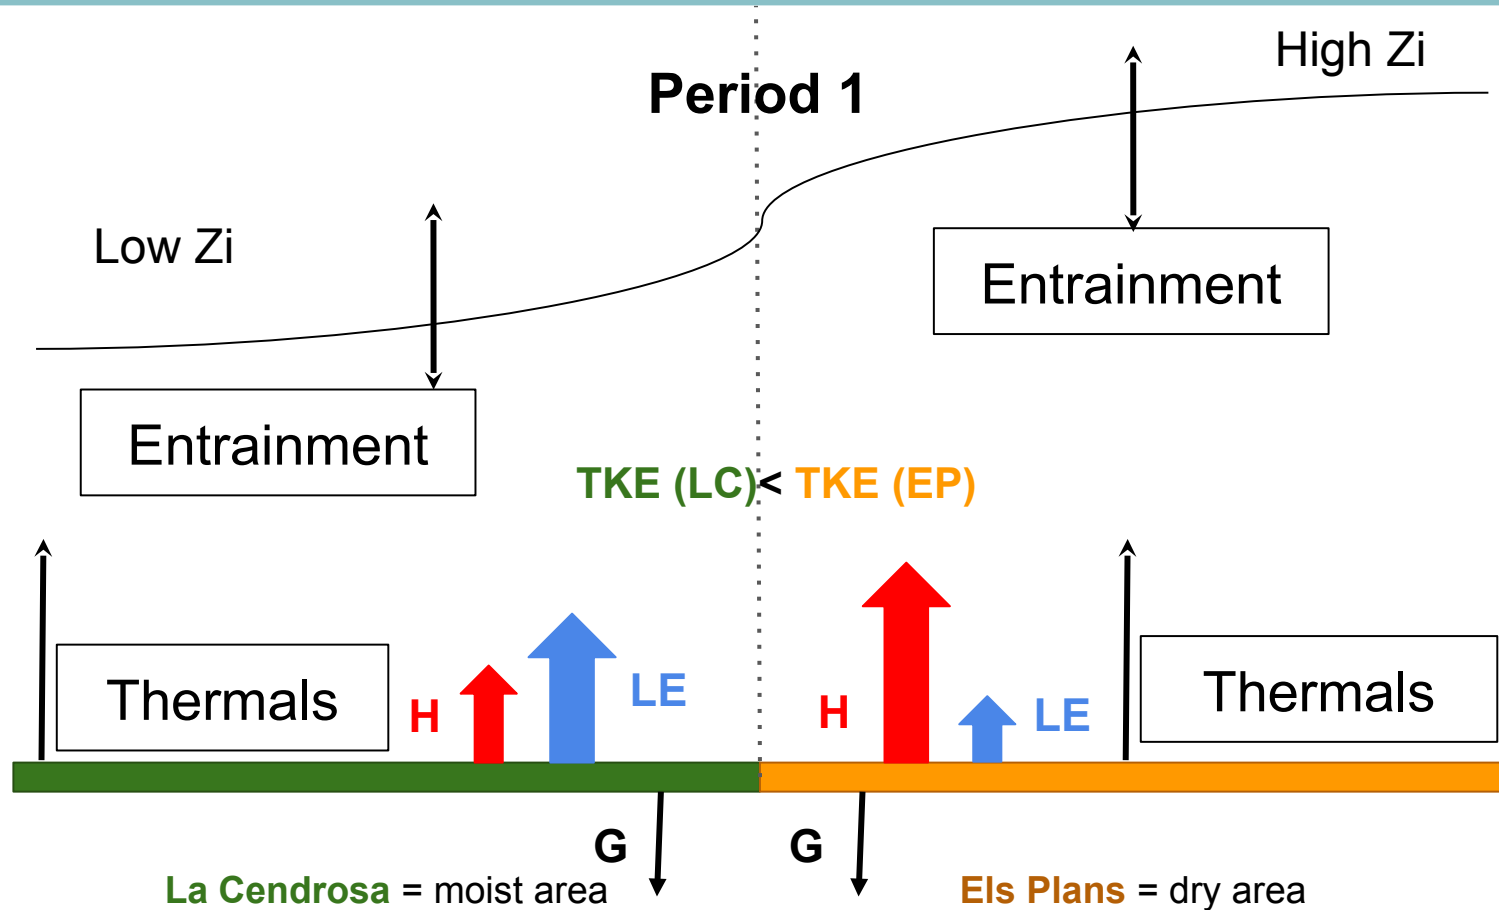 High Zi
Period 1
Low Zi
Entrainment
Entrainment
TKE (LC) < TKE (EP)
Thermals
H
LE
H
LE
Thermals
G
G
La Cendrosa = moist area
Els Plans = dry area